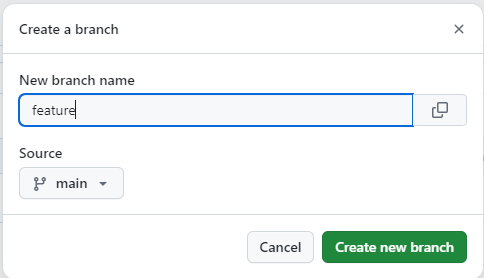 Create a branch
New branch name
feature
Source
main
Cancel
Create new branch